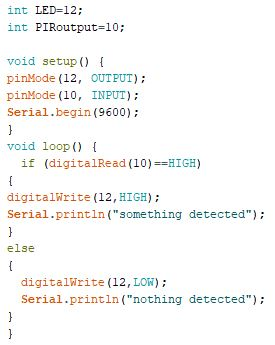 int LED=12;
int PIRoutput=10;
void setup() {
pinMode(12, OUTPUT);
pinMode(10, INPUT);
Serial.begin(9600);
}
void loop() {
if (digitalRead(10)==HIGH)
{
digitalWrite(12,HIGH);
Serial.println("something detected");
}
else
{
digitalWrite(12,LOW);
Serial.println("nothing detected");
}
}